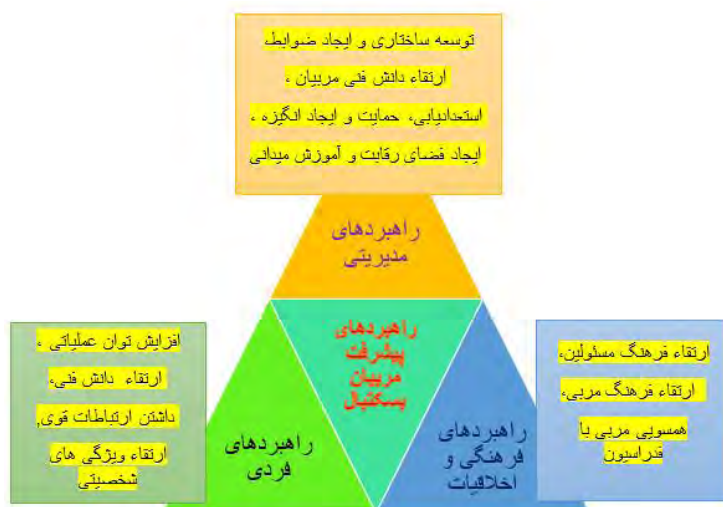 توسعه ساختاری و ایجاد ضوابط،
ارتقاء دانش فنی مربیان ،
استعدادیابی، حمایت و ایجاد انگیزه ،
ایجاد فضای رقابت و آموزش میدانی
راهبردهای
مدیریتی
راهبردهای
پیشرفت
مربیان
بسکتبال
افزایش توان عملیاتی ،
ارتقاء دانش فنی،
داشتن ارتباطات قوی,
ارتقاء ویژگی های
شخصیتی
راهبردهای
فردی
راهبردهای
فرهنگی و
اخلاقیات
ارتقاء فرهنگ مسئولین،
ارتقاء فرهنگ مربی،
همسویی مربی با
فدراسیون